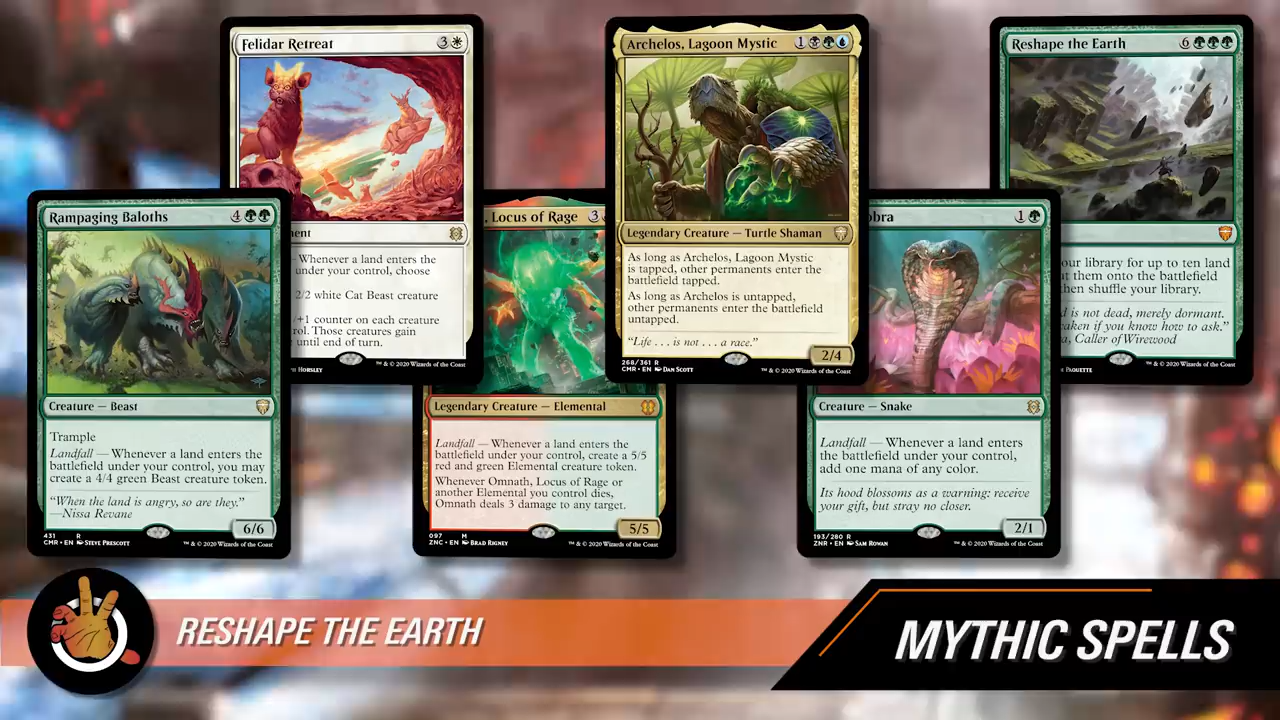 Felidar Retreat 3
Whenever a land enters the
under your control, choose
2/2 white Cat Beast creature
+1 counter on each creature
Those creatures gain
until end of turn.
™ & © 2020 Wizards of the Coast
Archelos, Lagoon Mystic 1
Legendary Creature — Turtle Shaman
As long as Archelos, Lagoon Mystic
is tapped, other permanents enter the
battlefield tapped.
As long as Archelos is untapped,
other permanents enter the battlefield
untapped.
“Life . . . is not . . . a race.”
2/4
268/361 R
CMR • EN Dan Scott ™ & © 2020 Wizards of the Coast
Reshape the Earth 6
our library for up to ten land
them onto the battlefield
then shuffle your library.
is not dead, merely dormant.
if you know how to ask.”
Caller of Wirewood
™ & © 2020 Wizards of the Coast
Rampaging Baloths 4
Creature — Beast
Trample
Landfall — Whenever a land enters the
battlefield under your control, you may
create a 4/4 green Beast creature token.
“When the land is angry, so are they.”
—Nissa Revane
6/6
431 R
CMR • EN Steve Prescott ™ & © 2020 Wizards of the Coast
, Locus of Rage 3
Legendary Creature — Elemental
Landfall — Whenever a land enters the
battlefield under your control, create a 5/5
red and green Elemental creature token.
Whenever Omnath, Locus of Rage or
another Elemental you control dies,
Omnath deals 3 damage to any target.
5/5
097 M
ZNC • EN Brad Rigney ™ & © 2020 Wizards of the Coast
obra 1
Creature — Snake
Landfall — Whenever a land enters
the battlefield under your control,
add one mana of any color.
Its hood blossoms as a warning: receive
your gift, but stray no closer.
2/1
193/280 R
ZNR • EN Sam Rowan ™ & © 2020 Wizards of the Coast
RESHAPE THE EARTH
MYTHIC SPELLS